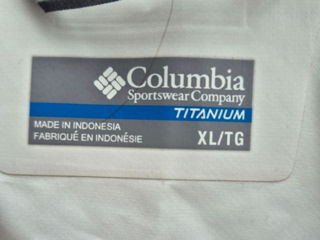 Columbia
Sportswear Company
TITANIUM
MADE IN INDONESIA
FABRIQUÉ EN INDONÉSIE
XL/TG